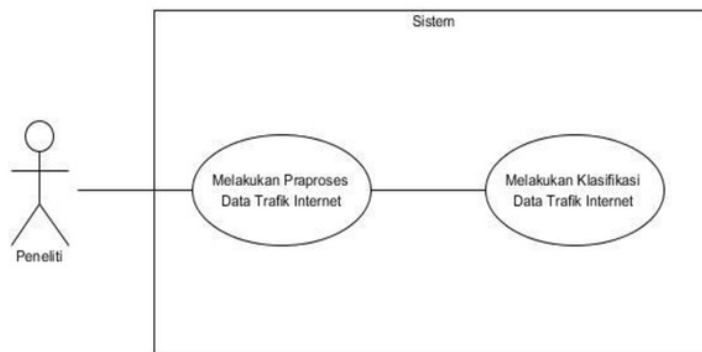 Sistem
Melakukan Praproses
Data Trafik Internet
Melakukan Klasifikasi
Data Trafik Internet
Peneliti